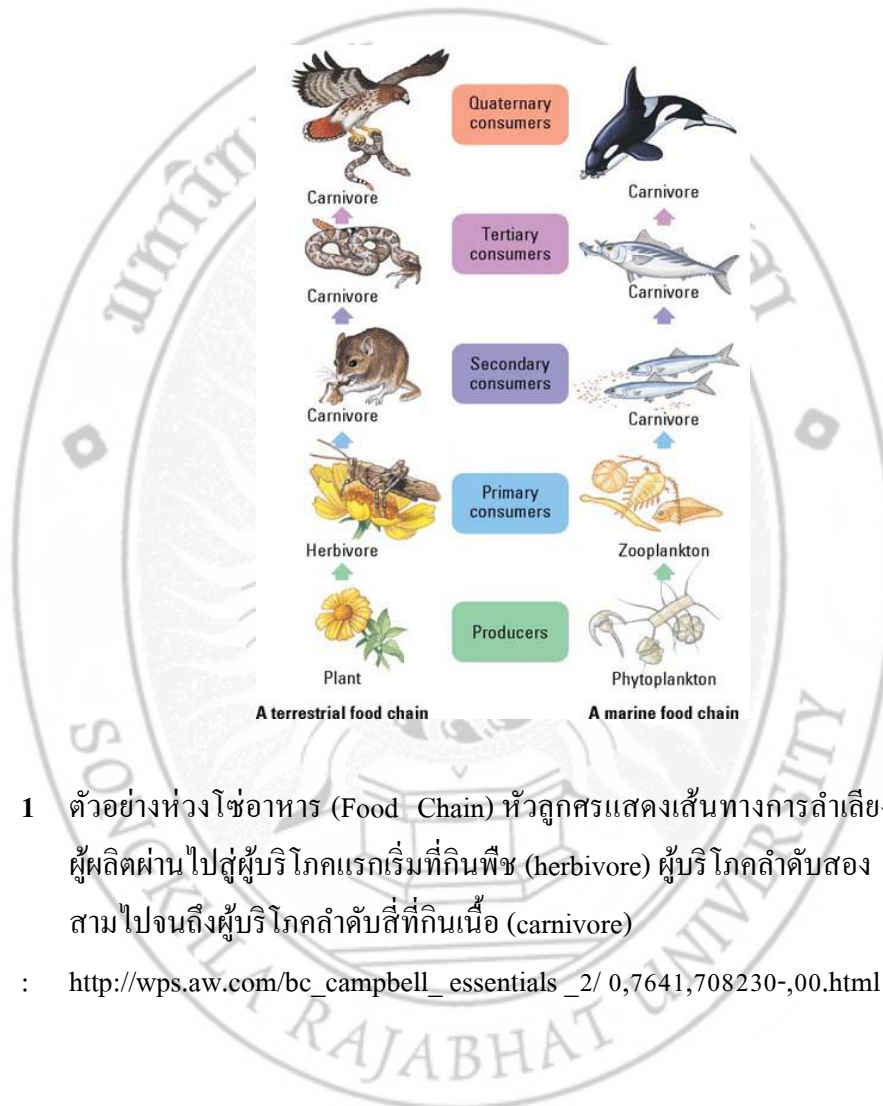 Quaternary
consumers
Carnivore
Carnivore
Tertiary
consumers
Carnivore
Carnivore
Secondary
consumers
Carnivore
Carnivore
Primary
consumers
Herbivore
Zooplankton
Producers
Plant
Phytoplankton
A terrestrial food chain
A marine food chain
1 ตัวอย่างห่วงโซ่อาหาร (Food Chain) หัวลูกศรแสดงเส้นทางการลำเลีย
ผู้ผลิตผ่านไปสู่ผู้บริโภคแรกเริ่มที่กินพืช (herbivore) ผู้บริโภคลำดับสอง
สามไปจนถึงผู้บริโภคลำดับสี่ที่กินเนื้อ (carnivore)
: http://wps.aw.com/bc_campbell_ essentials _2/ 0,7641,708230-,00.html
SONGKHLA RAJABHAT UNIVERSITY